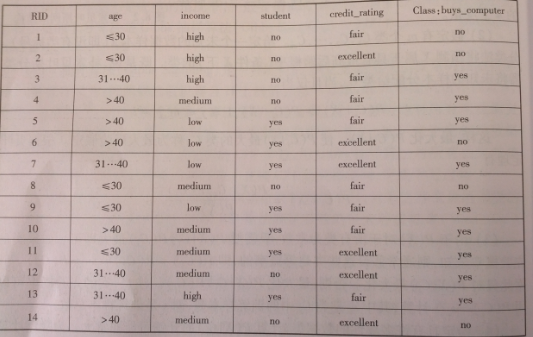 RID age income student credit_rating Class:buys_computer
1 ≤30 high no fair no
2 ≤30 high no excellent no
3 31…40 high no fair yes
4 >40 medium no fair yes
5 >40 low yes fair yes
6 >40 low yes excellent no
7 31…40 low yes excellent yes
8 ≤30 medium no fair no
9 ≤30 low yes fair yes
10 >40 medium yes fair yes
11 ≤30 medium yes excellent yes
12 31…40 medium no excellent yes
13 31…40 high yes fair yes
14 >40 medium no excellent no